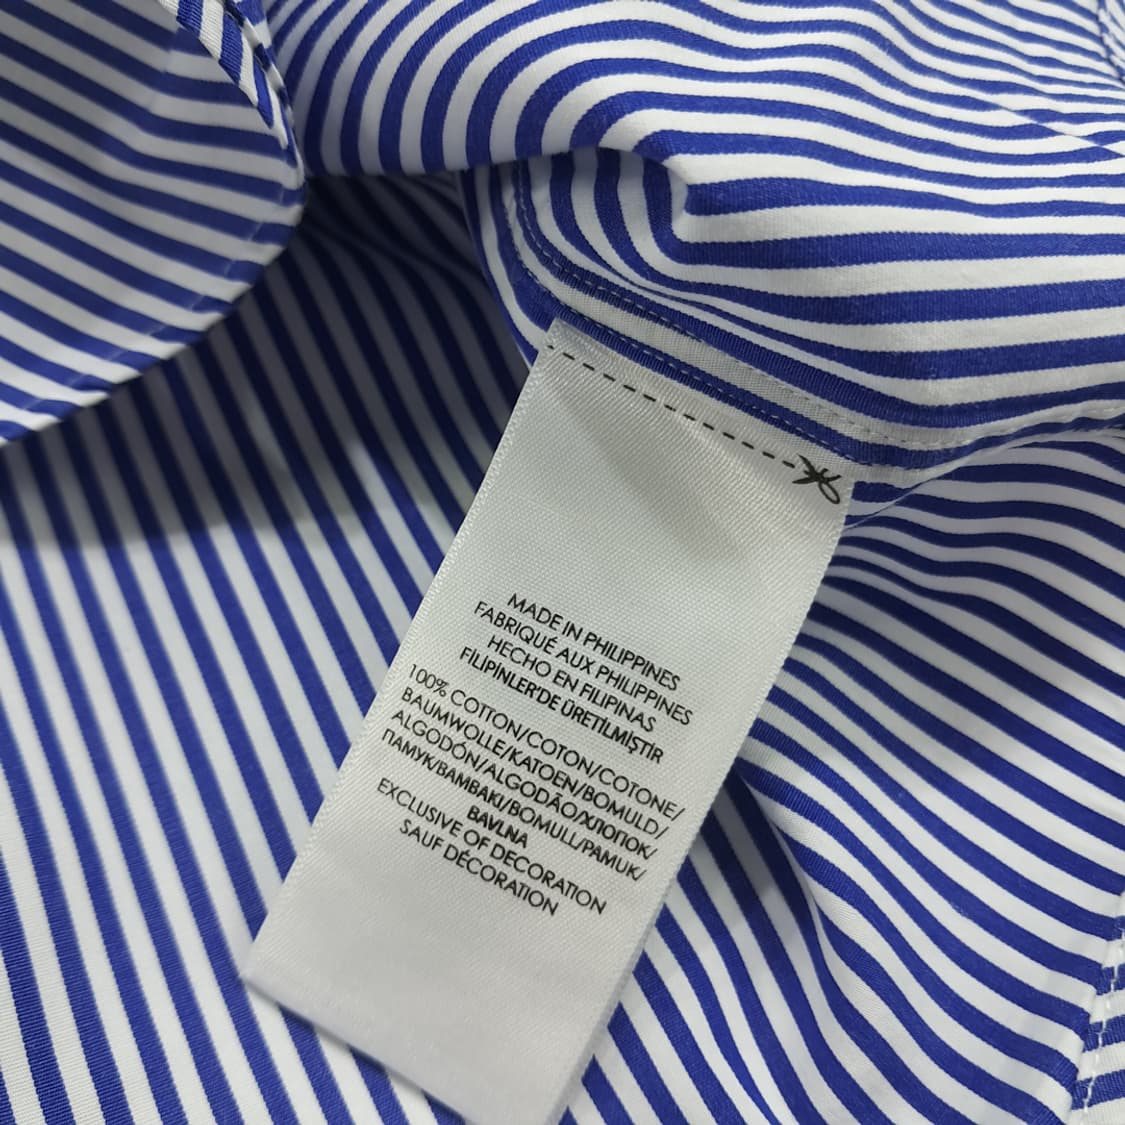 MADE IN PHILIPPINES
FABRIQUÉ AUX PHILIPPINES
HECHO EN FILIPINAS
FİLİPİNLER'DE ÜRETİLMİŞTİR
100% COTTON/COTON/COTONE/
BAUMWOLLE/KATOEN/BOMULD/
ALGODÓN/ALGODÃO/ХЛОПОК/
ПАМУК/ΒΑΜΒΑΚΙ/BOMULL/PAMUK/
BAVLNA
EXCLUSIVE OF DECORATION
SAUF DÉCORATION